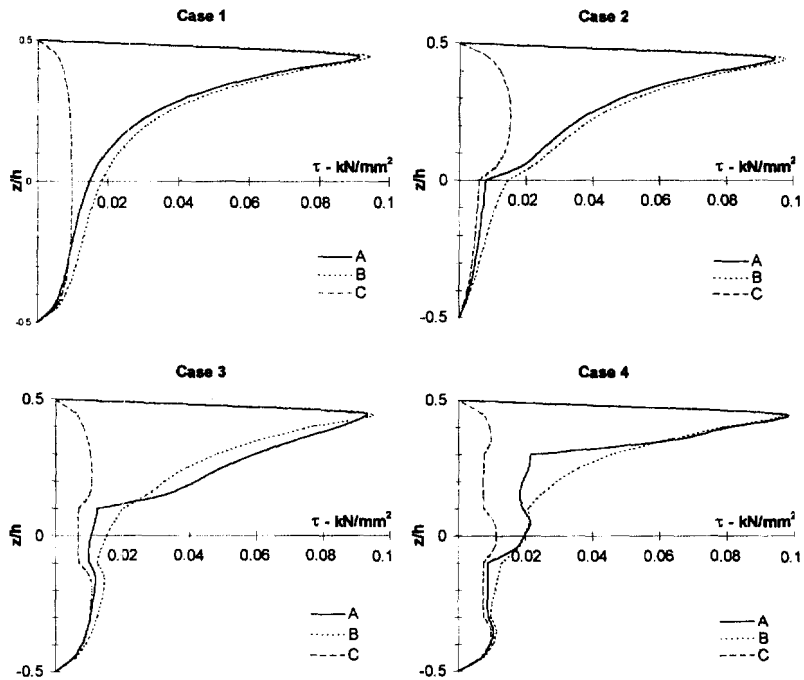 Case 1
0.5
z/h
τ - kN/mm²
0
0.02
0.04
0.06
0.08
0.1
A
B
C
-0.5
Case 2
0.5
z/h
τ - kN/mm²
0
0.02
0.04
0.06
0.08
0.1
A
B
C
-0.5
Case 3
0.5
z/h
τ - kN/mm²
0
0.02
0.04
0.06
0.08
0.1
A
B
C
-0.5
Case 4
0.5
z/h
τ - kN/mm²
0
0.02
0.04
0.06
0.08
0.1
A
B
C
-0.5